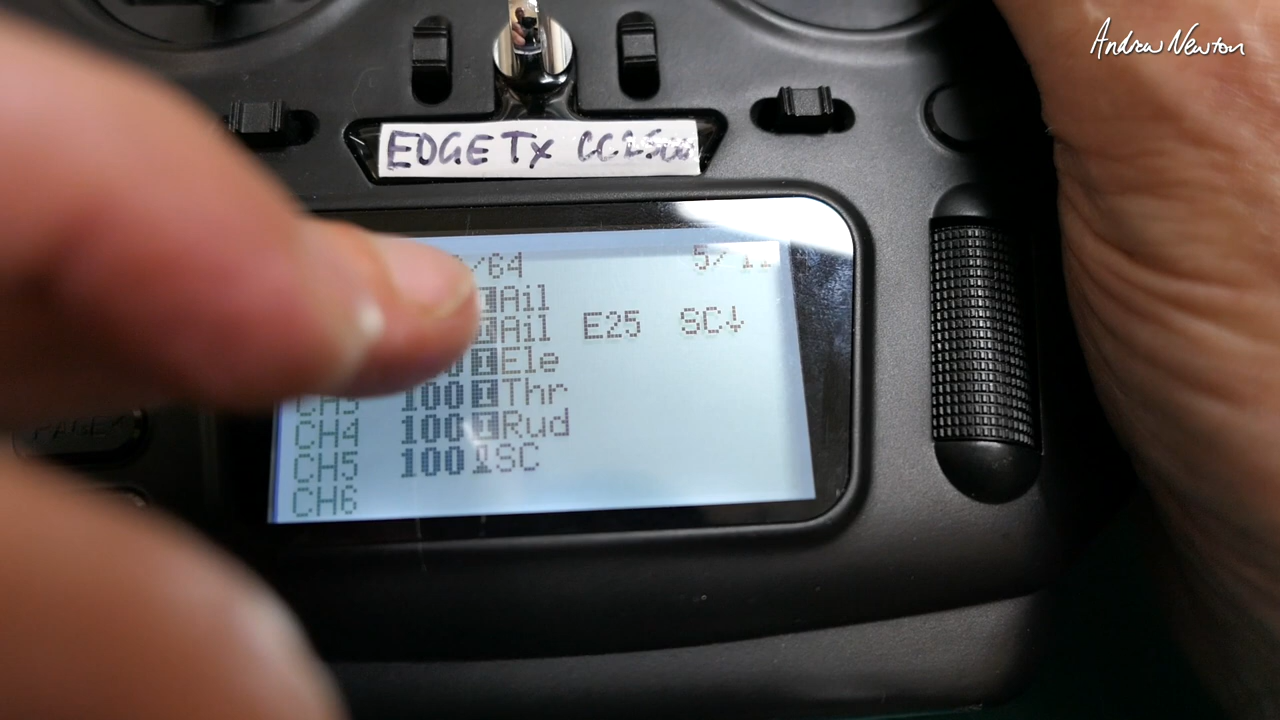 Andrew Newton
EDGETX CC2500
/64 5/11
Ail
Ail E25 SC↓
Ele
CH3 100 Thr
CH4 100 Rud
CH5 100 SC
CH6